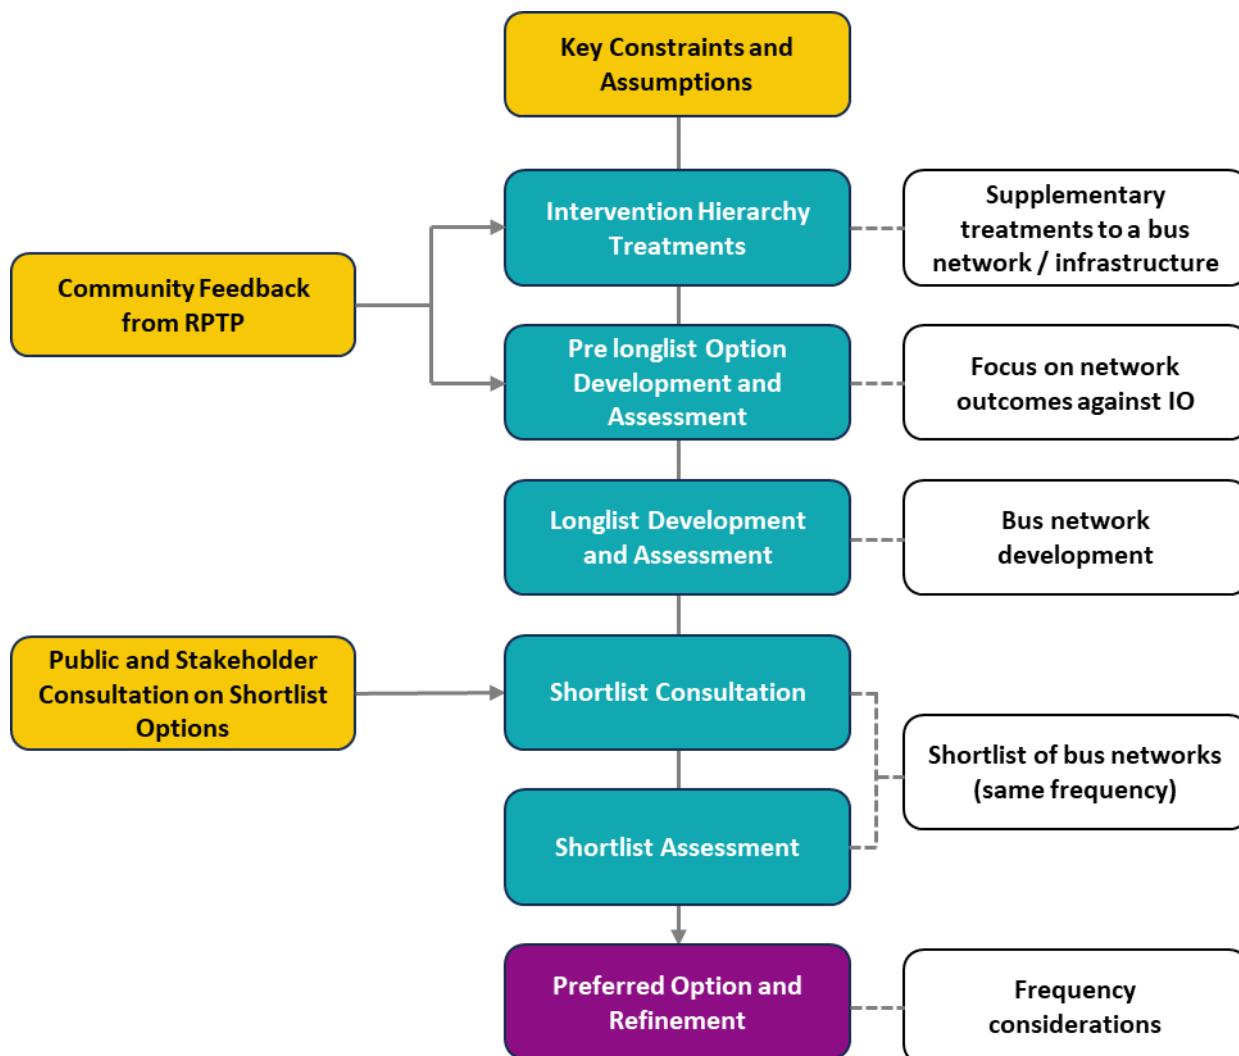 Key Constraints and
Assumptions
Intervention Hierarchy
Treatments
Supplementary
treatments to a bus
network / infrastructure
Community Feedback
from RPTP
Pre longlist Option
Development and
Assessment
Focus on network
outcomes against IO
Longlist Development
and Assessment
Bus network
development
Public and Stakeholder
Consultation on Shortlist
Options
Shortlist Consultation
Shortlist of bus networks
(same frequency)
Shortlist Assessment
Preferred Option and
Refinement
Frequency
considerations